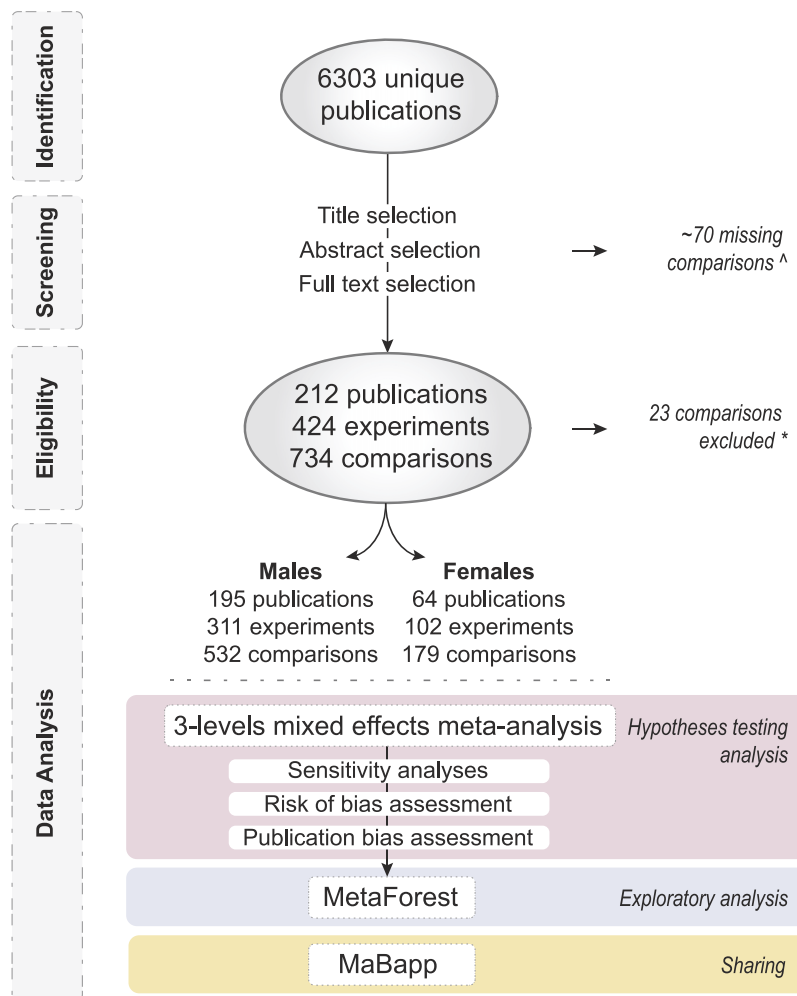 Identification
6303 unique
publications
Screening
Title selection
Abstract selection
Full text selection
~70 missing
comparisons ^
Eligibility
212 publications
424 experiments
734 comparisons
23 comparisons
excluded *
Data Analysis
Males
195 publications
311 experiments
532 comparisons
Females
64 publications
102 experiments
179 comparisons
3-levels mixed effects meta-analysis
Hypotheses testing
analysis
Sensitivity analyses
Risk of bias assessment
Publication bias assessment
MetaForest
Exploratory analysis
MaBapp
Sharing